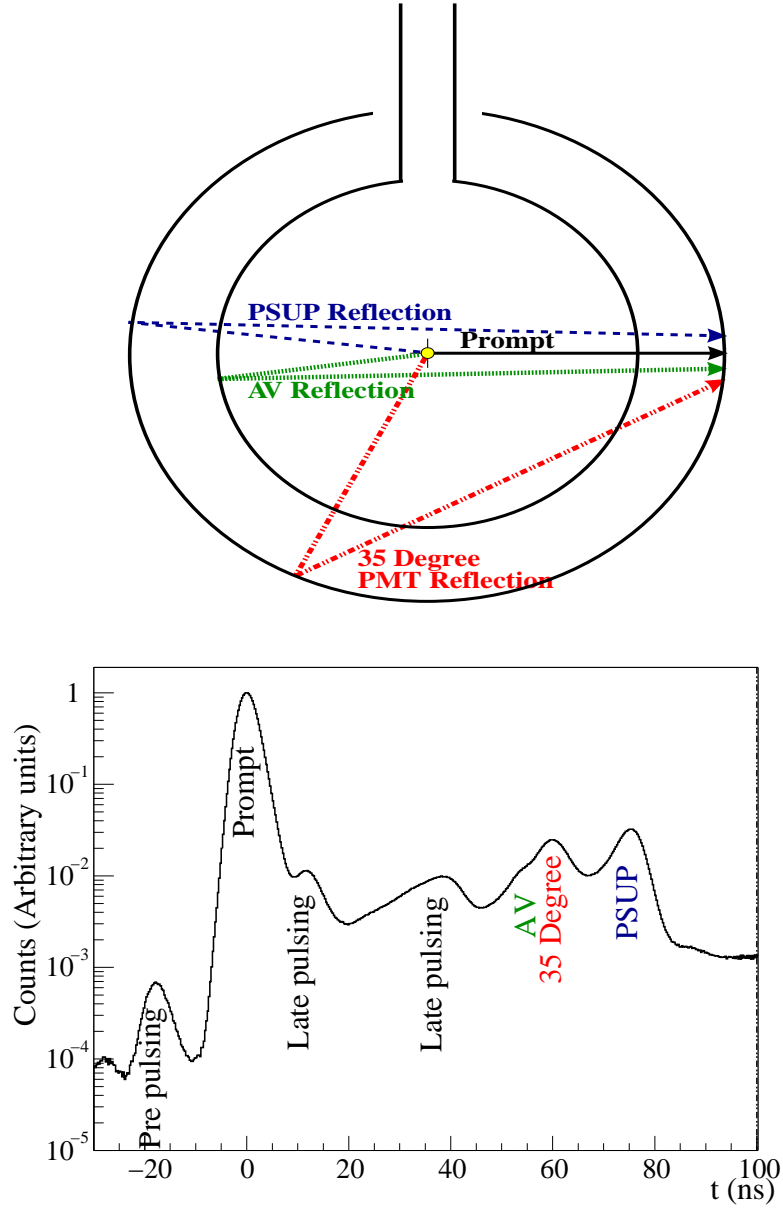 PSUP Reflection
Prompt
AV Reflection
35 Degree
PMT Reflection
Counts (Arbitrary units)
1
10⁻¹
10⁻²
10⁻³
10⁻⁴
10⁻⁵
Pre pulsing
Prompt
Late pulsing
Late pulsing
AV
35 Degree
PSUP
−20 0 20 40 60 80 100
t (ns)